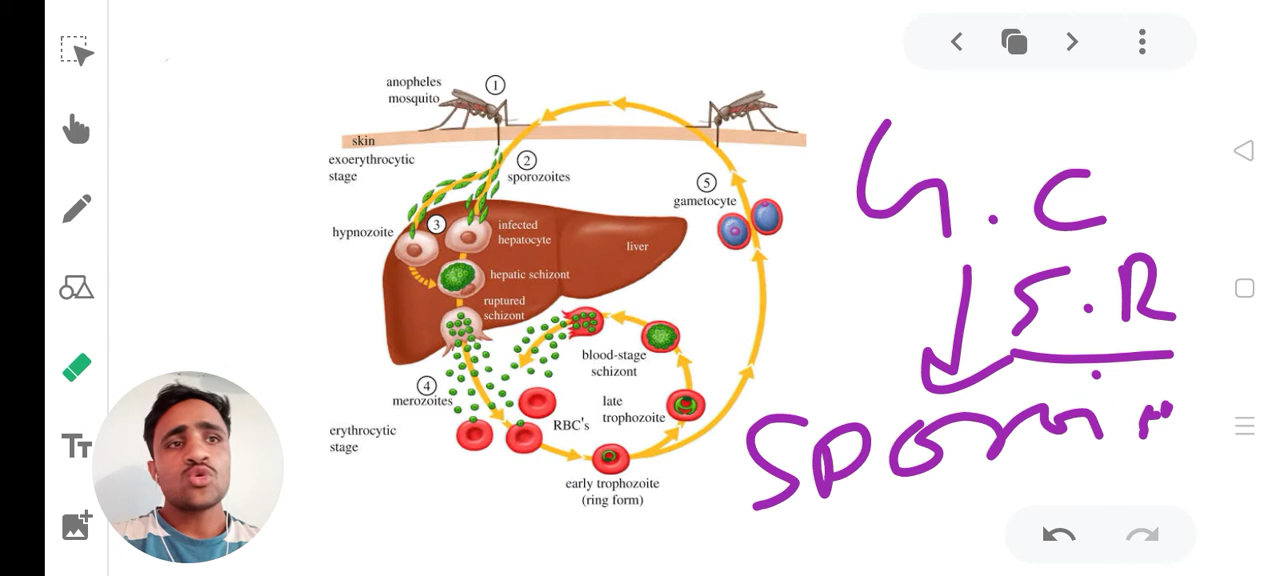 anopheles
mosquito
1
skin
exoerythrocytic
stage
2
sporozoites
hypnozoite
3
infected
hepatocyte
liver
hepatic schizont
ruptured
schizont
5
gametocyte
4
merozoites
blood-stage
schizont
late
trophozoite
RBC's
erythrocytic
stage
early trophozoite
(ring form)
G.C
S.R
TT